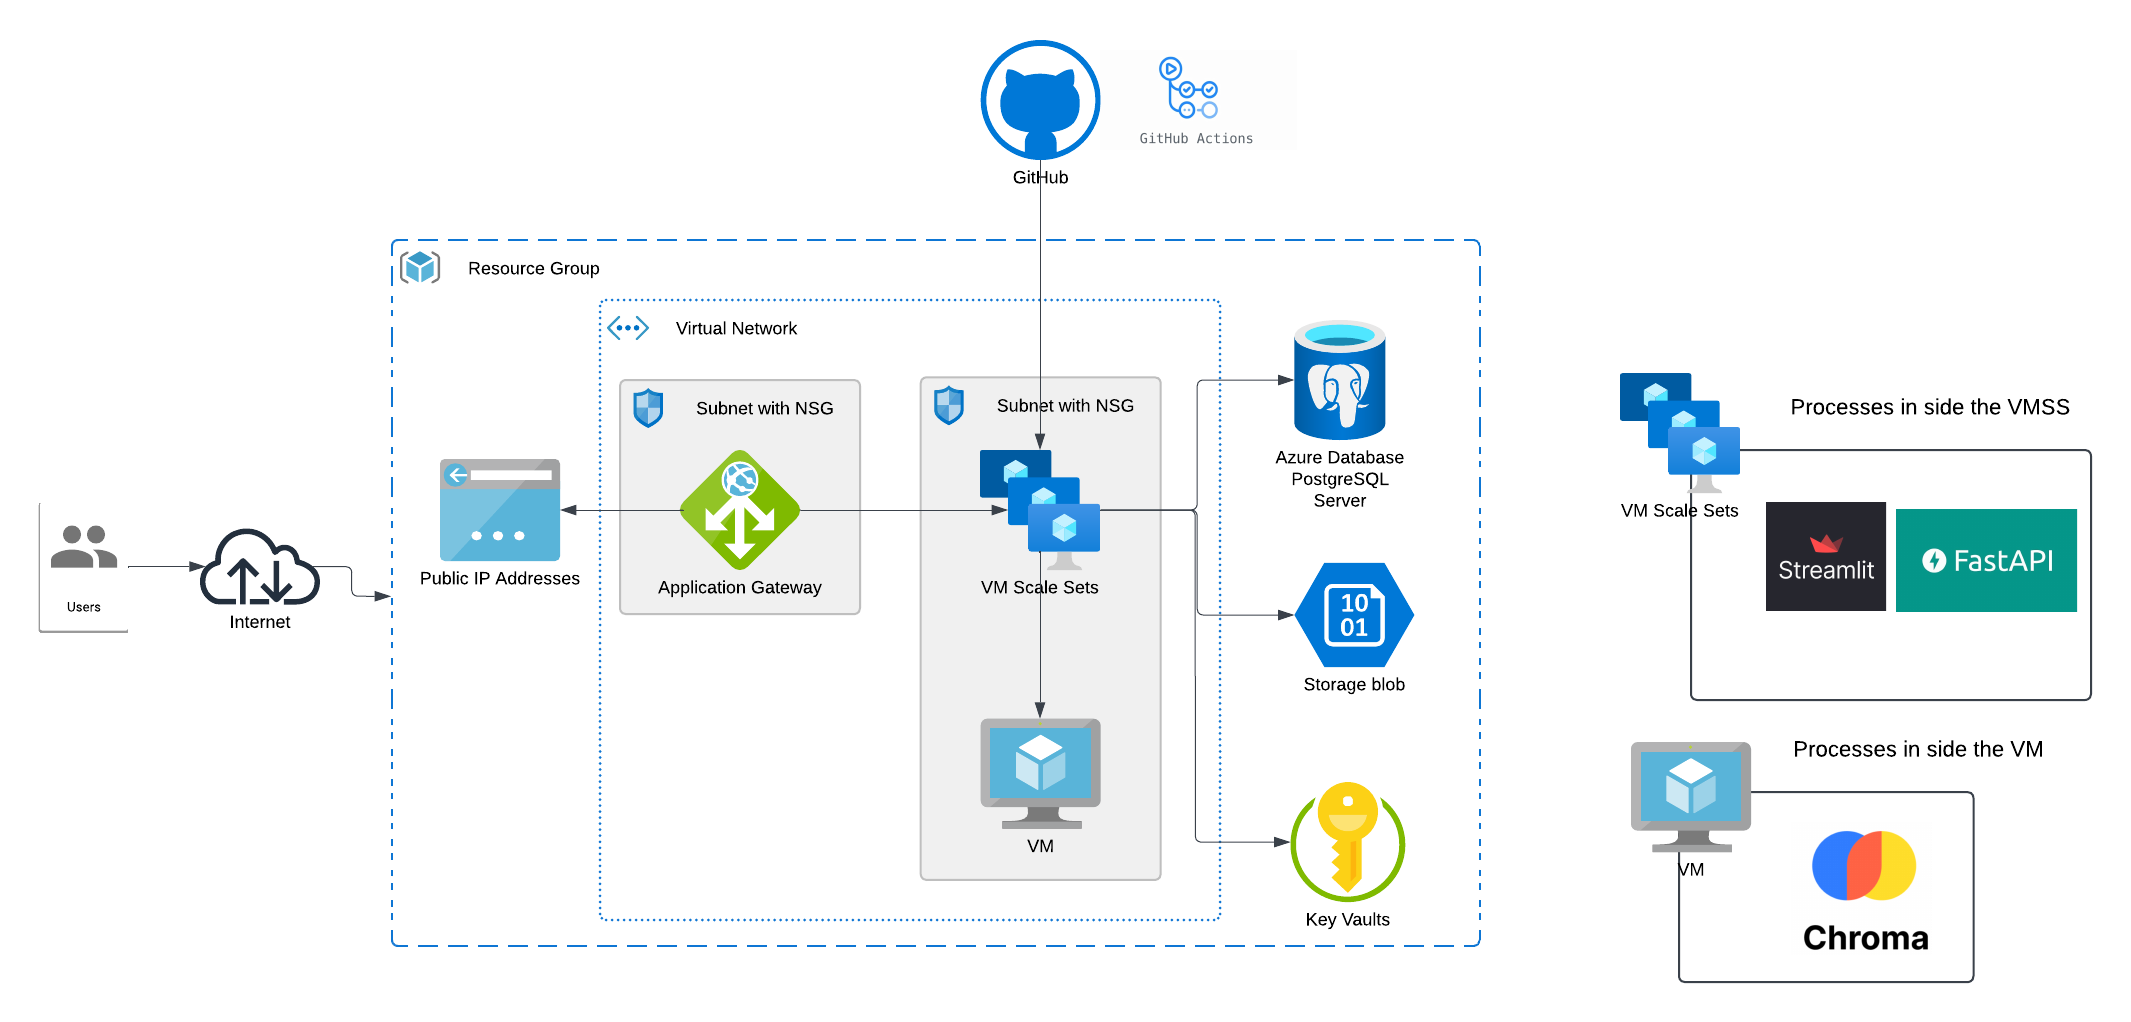 GitHub Actions
GitHub
Resource Group
Virtual Network
Subnet with NSG
Subnet with NSG
Azure Database
PostgreSQL
Server
Public IP Addresses
Application Gateway
VM Scale Sets
Users
Internet
10
01
Storage blob
VM
Key Vaults
Processes in side the VMSS
VM Scale Sets
Streamlit
FastAPI
Processes in side the VM
VM
Chroma